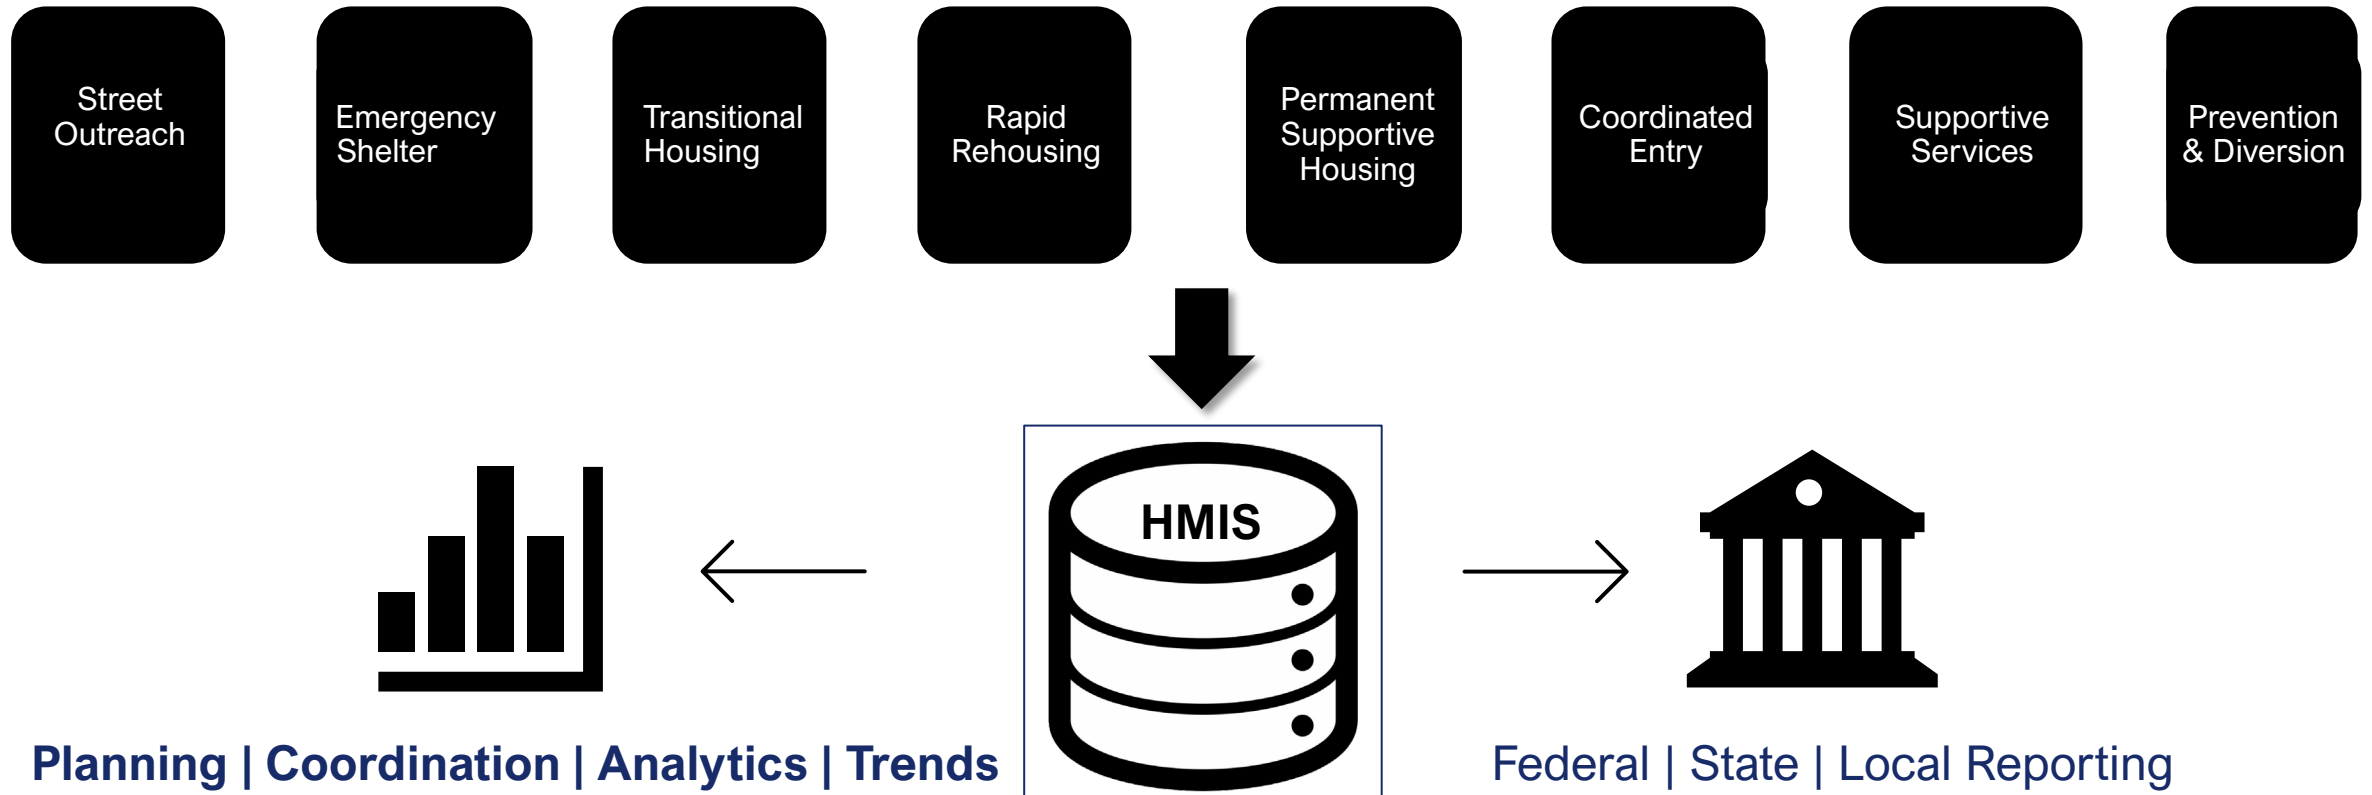 Street
Outreach
Emergency
Shelter
Transitional
Housing
Rapid
Rehousing
Permanent
Supportive
Housing
Coordinated
Entry
Supportive
Services
Prevention
& Diversion
HMIS
Planning | Coordination | Analytics | Trends
Federal | State | Local Reporting